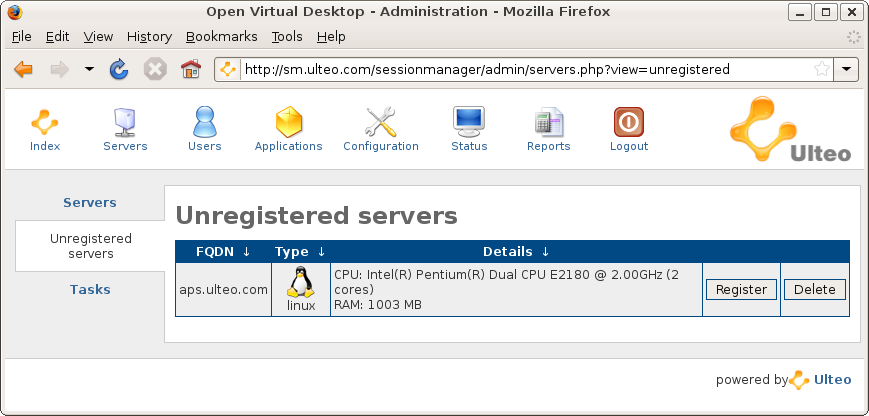 Open Virtual Desktop - Administration - Mozilla Firefox
File Edit View History Bookmarks Tools Help
http://sm.ulteo.com/sessionmanager/admin/servers.php?view=unregistered
Index Servers Users Applications Configuration Status Reports Logout
Ulteo
Servers
Unregistered
servers
Tasks
Unregistered servers
FQDN ↓ Type ↓ Details ↓
aps.ulteo.com
linux
CPU: Intel(R) Pentium(R) Dual CPU E2180 @ 2.00GHz (2
cores)
RAM: 1003 MB
Register Delete
powered by Ulteo